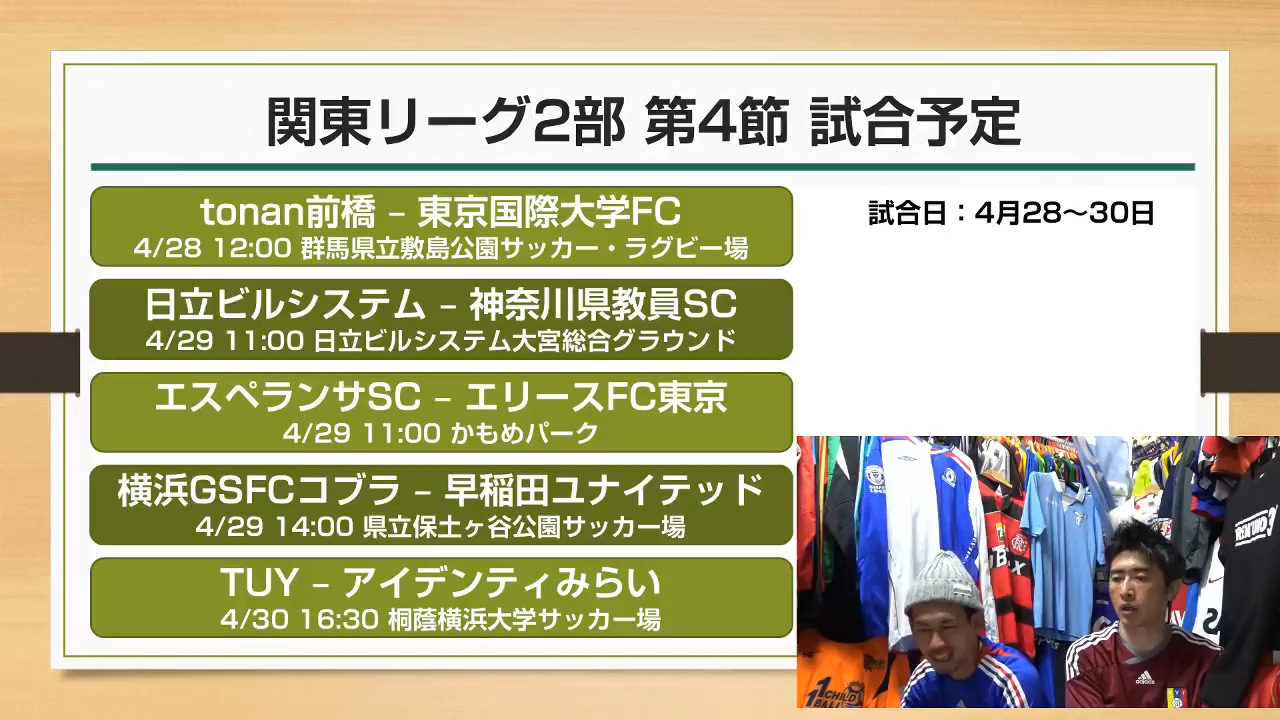 関東リーグ2部 第4節 試合予定
tonan前橋 – 東京国際大学FC
4/28 12:00 群馬県立敷島公園サッカー・ラグビー場
日立ビルシステム – 神奈川県教員SC
4/29 11:00 日立ビルシステム大宮総合グラウンド
エスペランサSC – エリースFC東京
4/29 11:00 かもめパーク
横浜GSFCコブラ – 早稲田ユナイテッド
4/29 14:00 県立保土ヶ谷公園サッカー場
TUY – アイデンティみらい
4/30 16:30 桐蔭横浜大学サッカー場
試合日：4月28～30日
adidas
1CHILD
1BALL